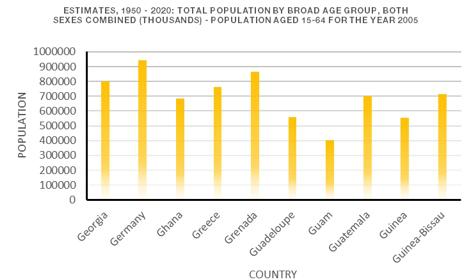 ESTIMATES, 1950 - 2020: TOTAL POPULATION BY BROAD AGE GROUP, BOTH
SEXES COMBINED (THOUSANDS) - POPULATION AGED 15-64 FOR THE YEAR 2005
1000000
900000
800000
700000
600000
500000
400000
300000
200000
100000
0
POPULATION
Georgia
Germany
Ghana
Greece
Grenada
Guadeloupe
Guam
Guatemala
Guinea
Guinea-Bissau
COUNTRY